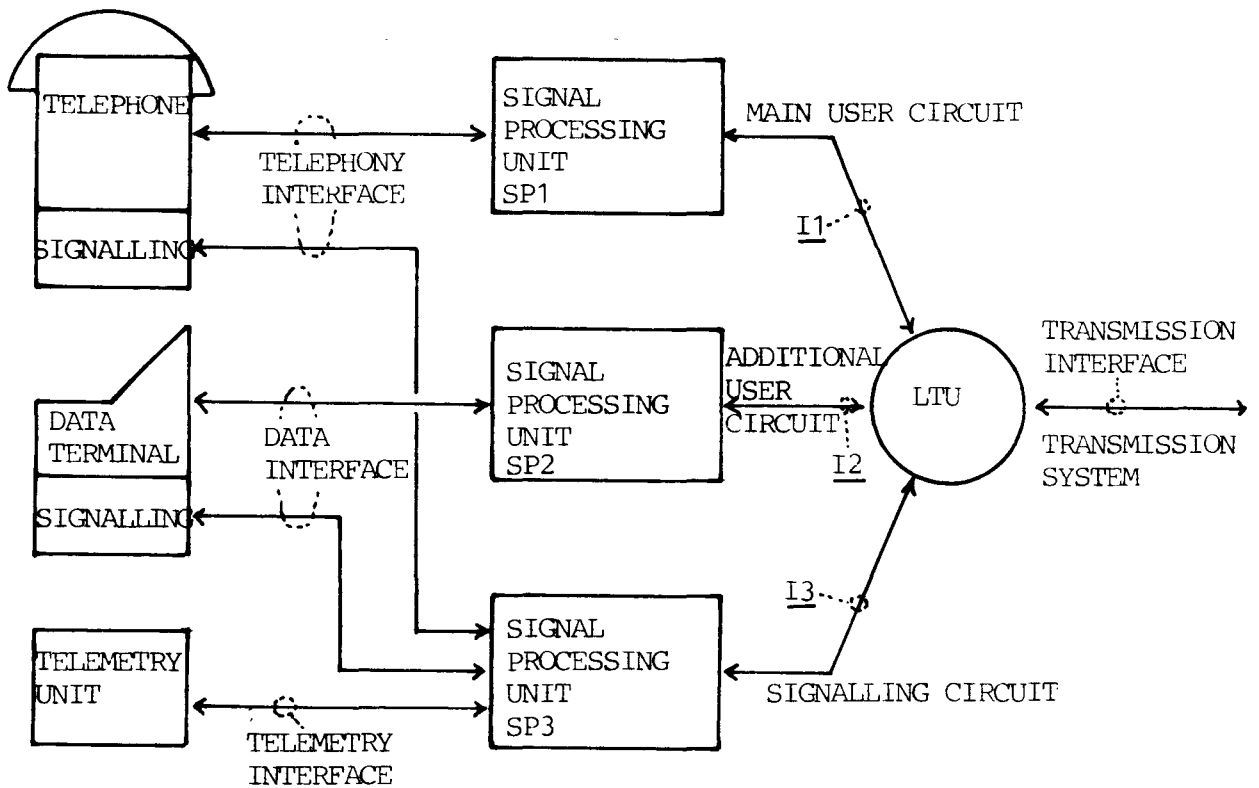 TELEPHONE
SIGNALLING
TELEPHONY
INTERFACE
SIGNAL
PROCESSING
UNIT
SP1
MAIN USER CIRCUIT
I1
DATA
TERMINAL
SIGNALLING
DATA
INTERFACE
SIGNAL
PROCESSING
UNIT
SP2
ADDITIONAL
USER
CIRCUIT
I2
LTU
TRANSMISSION
INTERFACE
TRANSMISSION
SYSTEM
TELEMETRY
UNIT
TELEMETRY
INTERFACE
SIGNAL
PROCESSING
UNIT
SP3
I3
SIGNALLING CIRCUIT